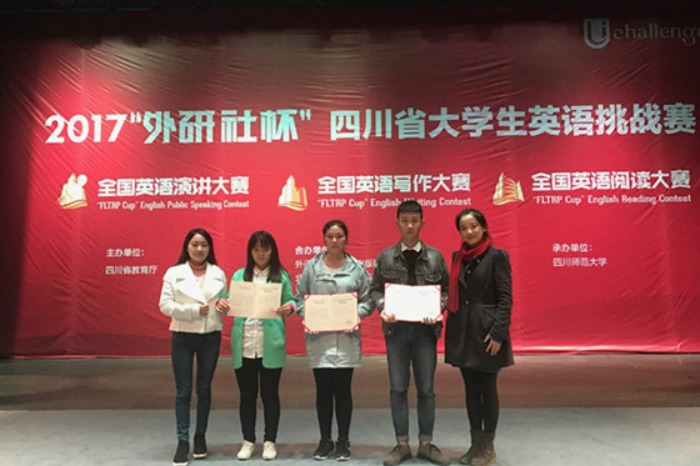 Uchallenge
2017“外研社杯”四川省大学生英语挑战赛
全国英语演讲大赛
"FLTRP Cup" English Public Speaking Contest
全国英语写作大赛
"FLTRP Cup" English Writing Contest
全国英语阅读大赛
"FLTRP Cup" English Reading Contest
主办单位：
四川省教育厅
合办单位：
承办单位：
四川师范大学